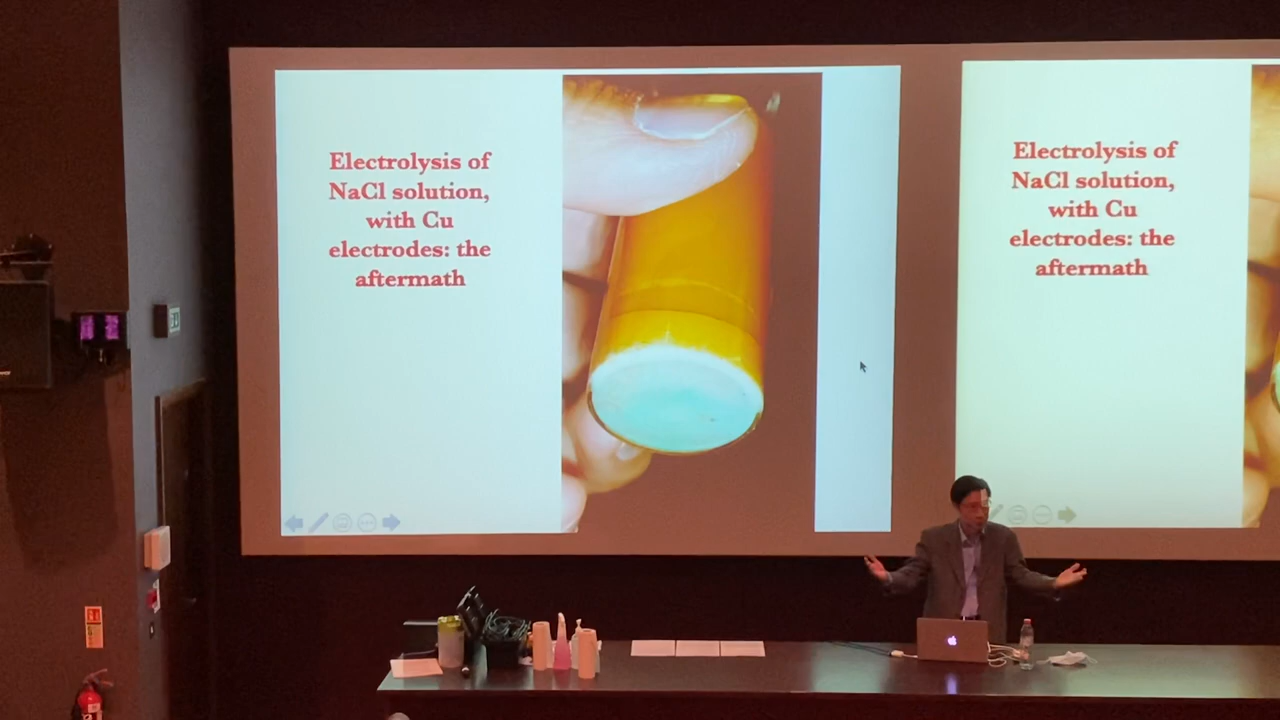 Electrolysis of
NaCl solution,
with Cu
electrodes: the
aftermath
Electrolysis of
NaCl solution,
with Cu
electrodes: the
aftermath